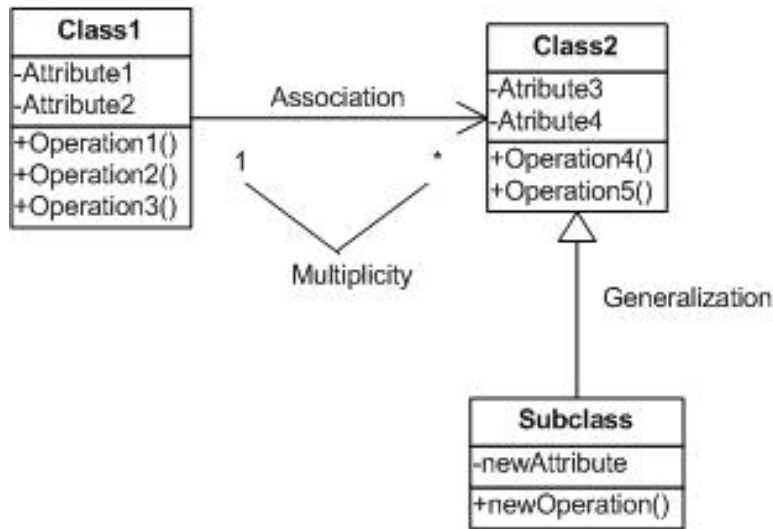 Class1
-Attribute1
-Attribute2
+Operation1()
+Operation2()
+Operation3()
Association
1
*
Multiplicity
Class2
-Atribute3
-Atribute4
+Operation4()
+Operation5()
Generalization
Subclass
-newAttribute
+newOperation()